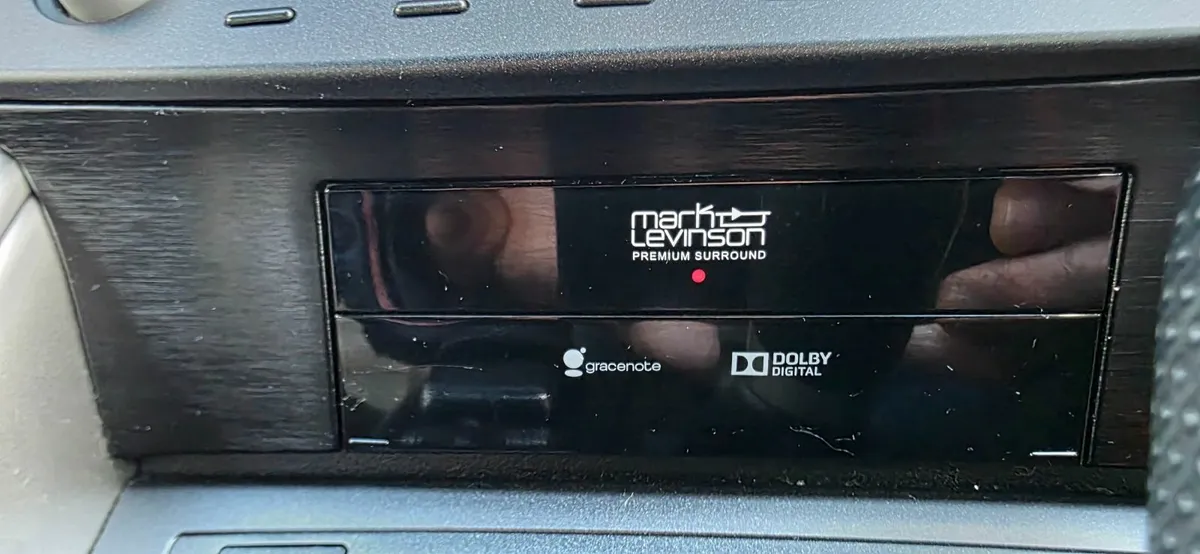 mark
LEVINSON
PREMIUM SURROUND
gracenote
DOLBY
DIGITAL